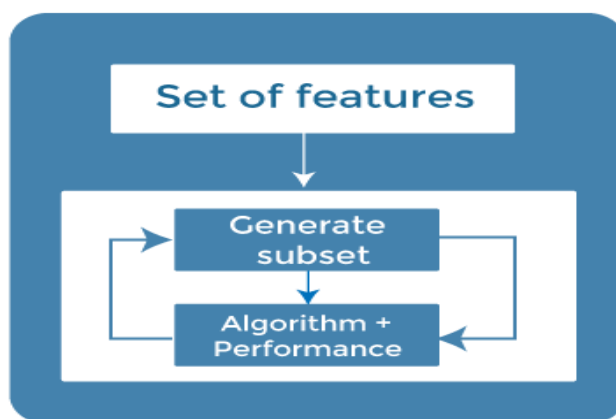 Set of features
Generate
subset
Algorithm +
Performance